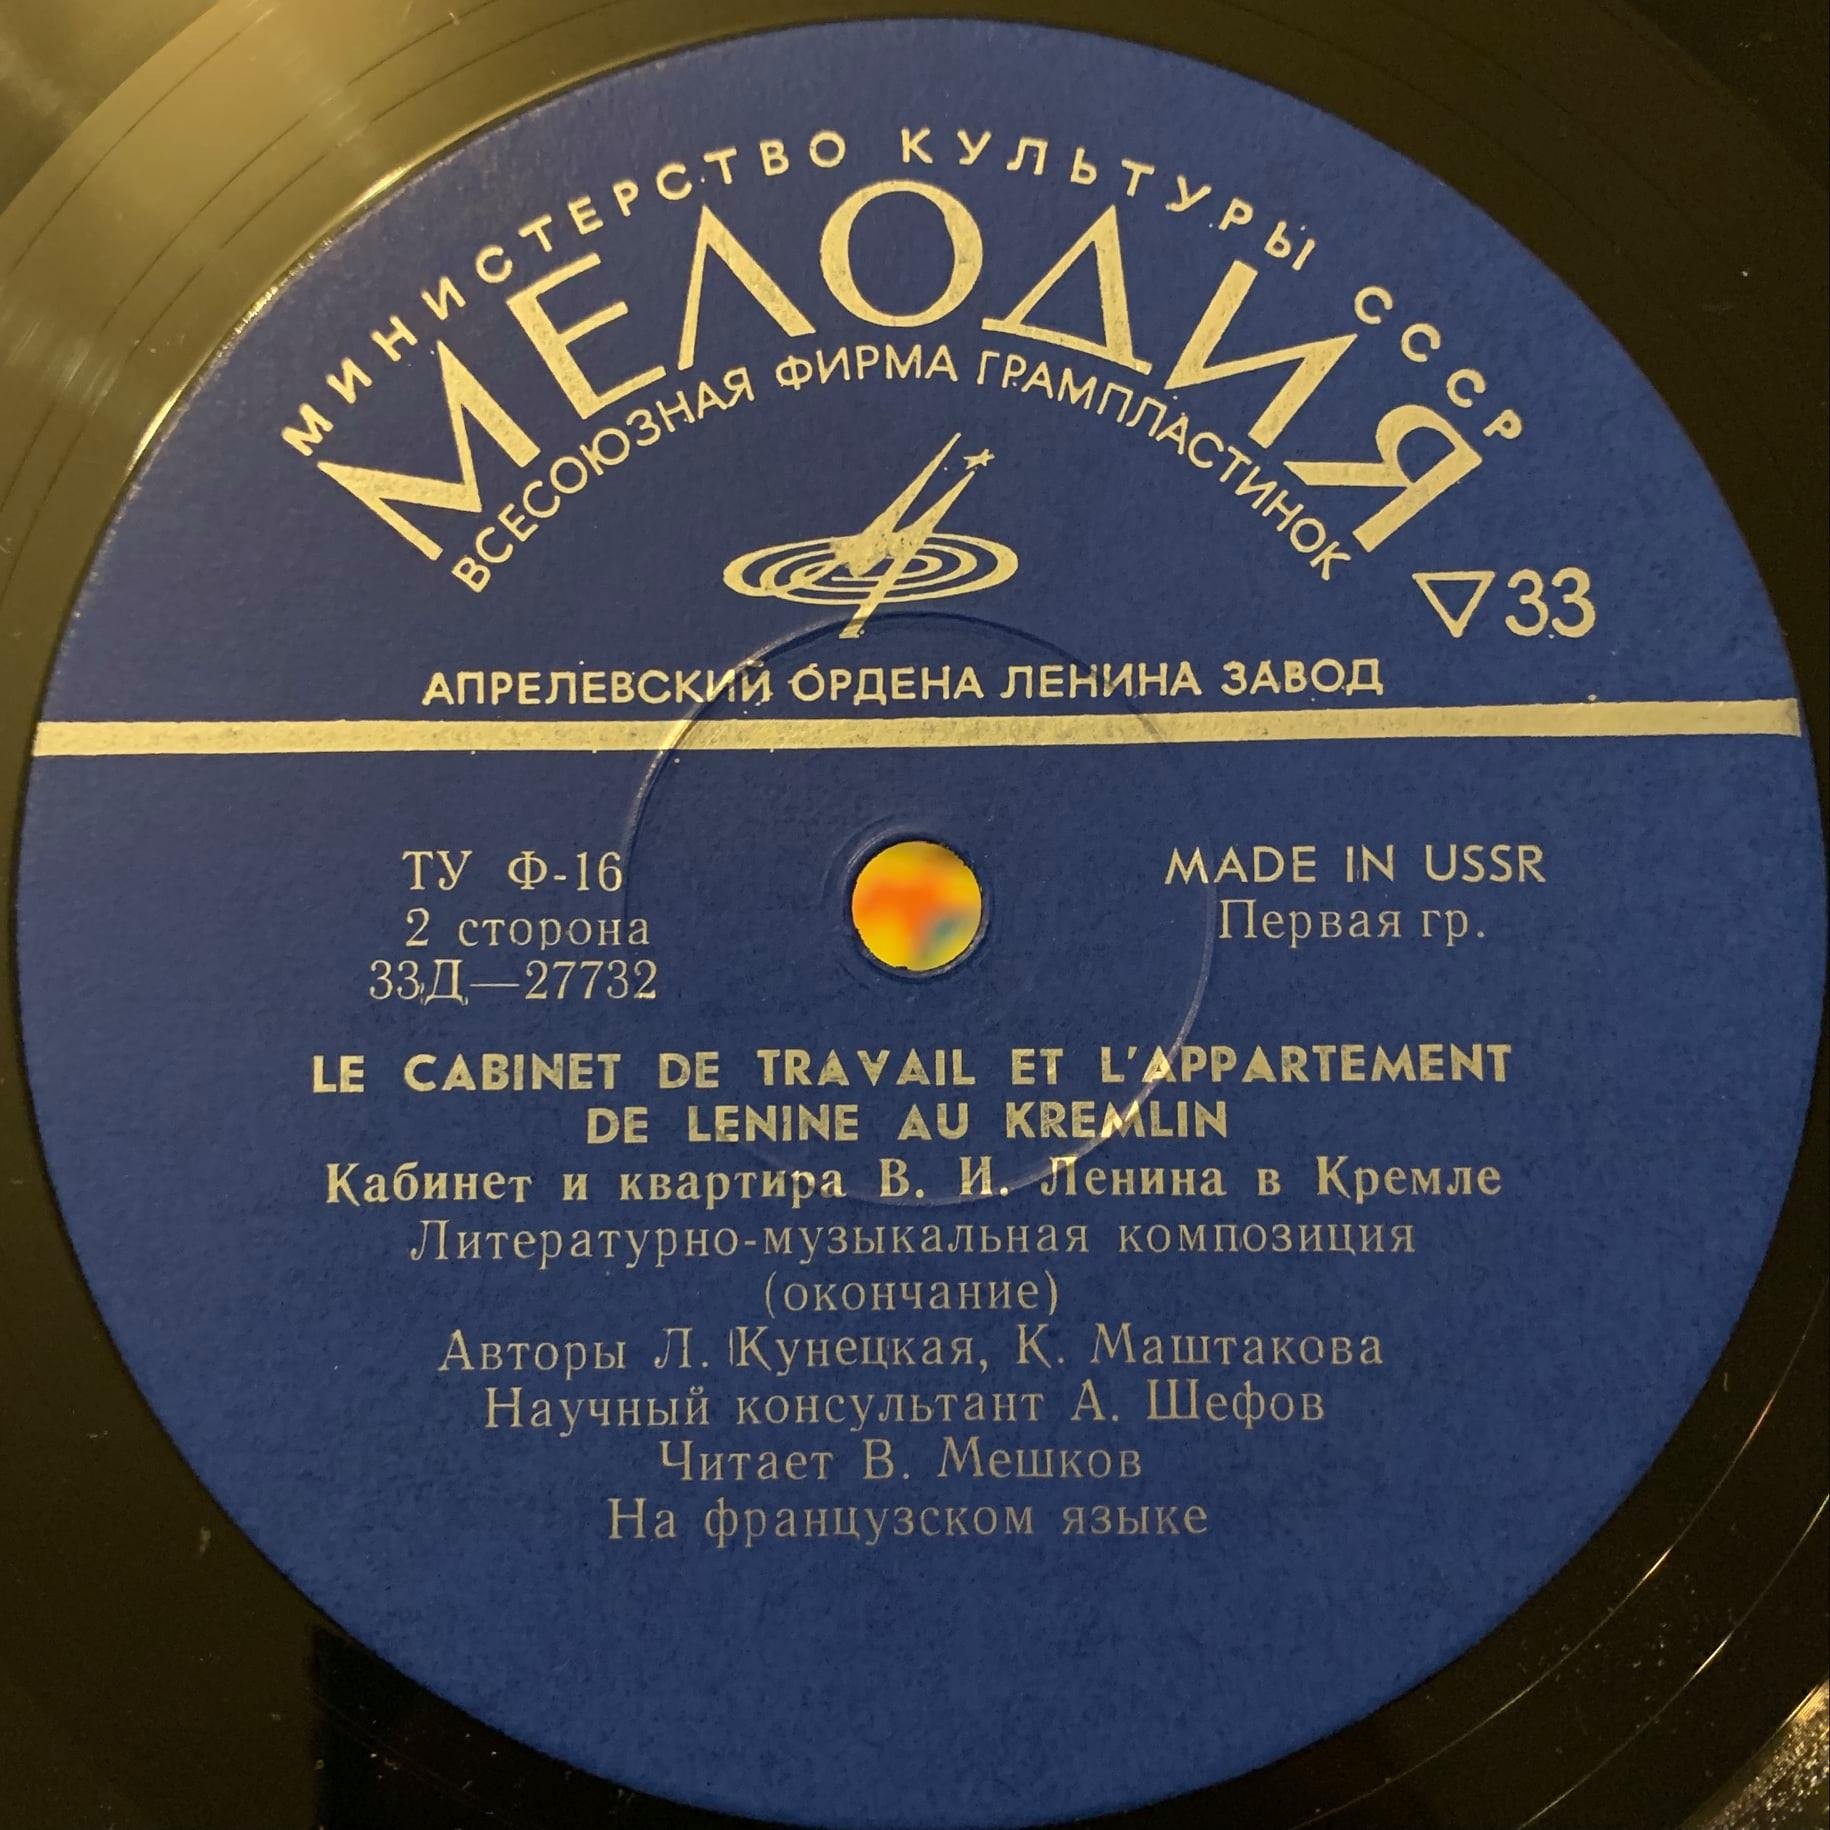 МИНИСТЕРСТВО КУЛЬТУРЫ СССР
МЕЛОДИЯ
ВСЕСОЮЗНАЯ ФИРМА ГРАМПЛАСТИНОК
▽33
АПРЕЛЕВСКИЙ ОРДЕНА ЛЕНИНА ЗАВОД
ТУ Ф-16
2 сторона
33Д—27732
MADE IN USSR
Первая гр.
LE CABINET DE TRAVAIL ET L'APPARTEMENT
DE LENINE AU KREMLIN
Кабинет и квартира В. И. Ленина в Кремле
Литературно-музыкальная композиция
(окончание)
Авторы Л. Кунецкая, К. Маштакова
Научный консультант А. Шефов
Читает В. Мешков
На французском языке